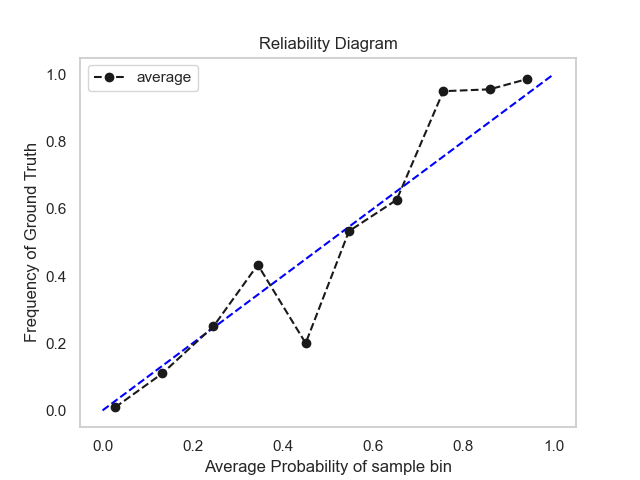 Reliability Diagram
average
1.0
0.8
0.6
0.4
0.2
0.0
Frequency of Ground Truth
0.0 0.2 0.4 0.6 0.8 1.0
Average Probability of sample bin